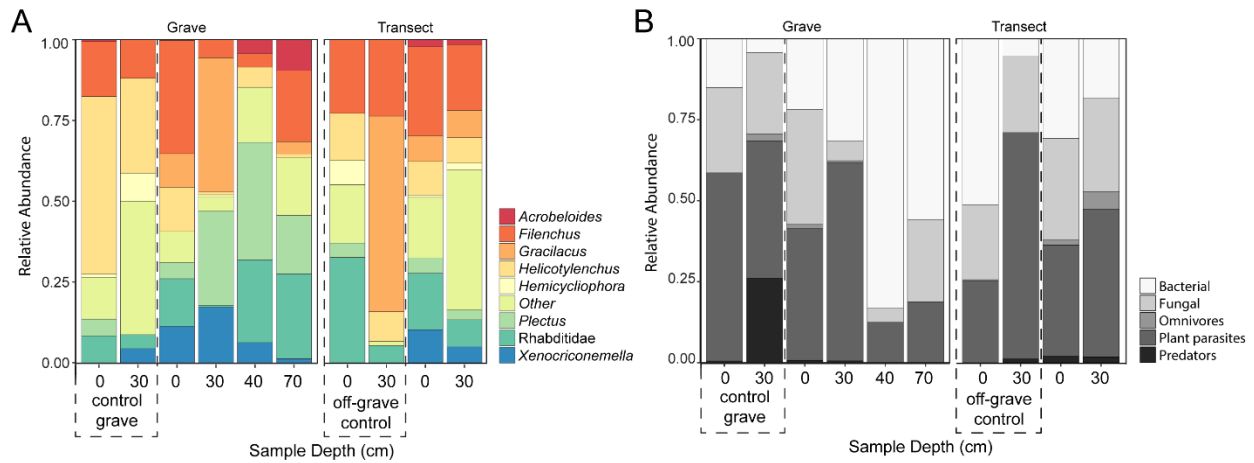 A
Grave
Transect
Relative Abundance
1.00
0.75
0.50
0.25
0.00
0
30
0
30
40
70
0
30
0
30
control
grave
off-grave
control
Sample Depth (cm)
Acrobeloides
Filenchus
Gracilacus
Helicotylenchus
Hemicycliophora
Other
Plectus
Rhabditidae
Xenocriconemella
B
Grave
Transect
Relative Abundance
1.00
0.75
0.50
0.25
0.00
0
30
0
30
40
70
0
30
0
30
control
grave
off-grave
control
Sample Depth (cm)
Bacterial
Fungal
Omnivores
Plant parasites
Predators